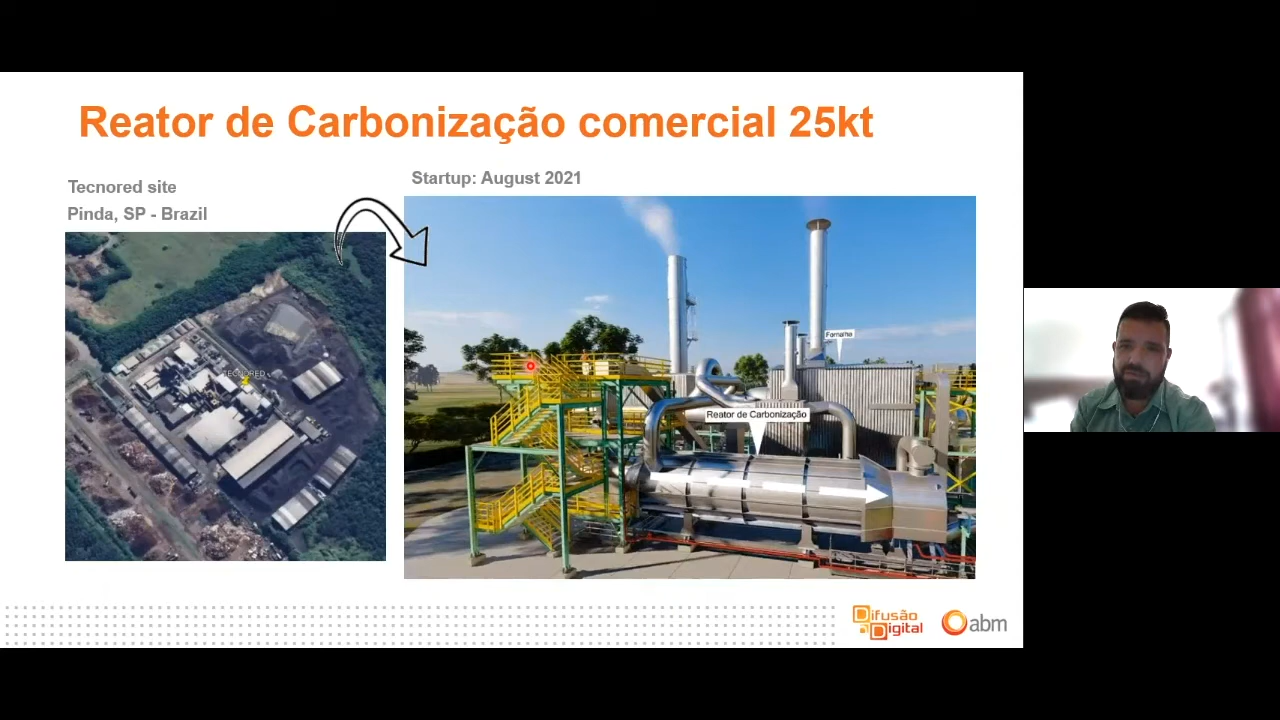 Reator de Carbonização comercial 25kt
Tecnored site
Pinda, SP - Brazil
Startup: August 2021
TECNORED
Fornalha
Reator de Carbonização
Difusão
Digital
abm